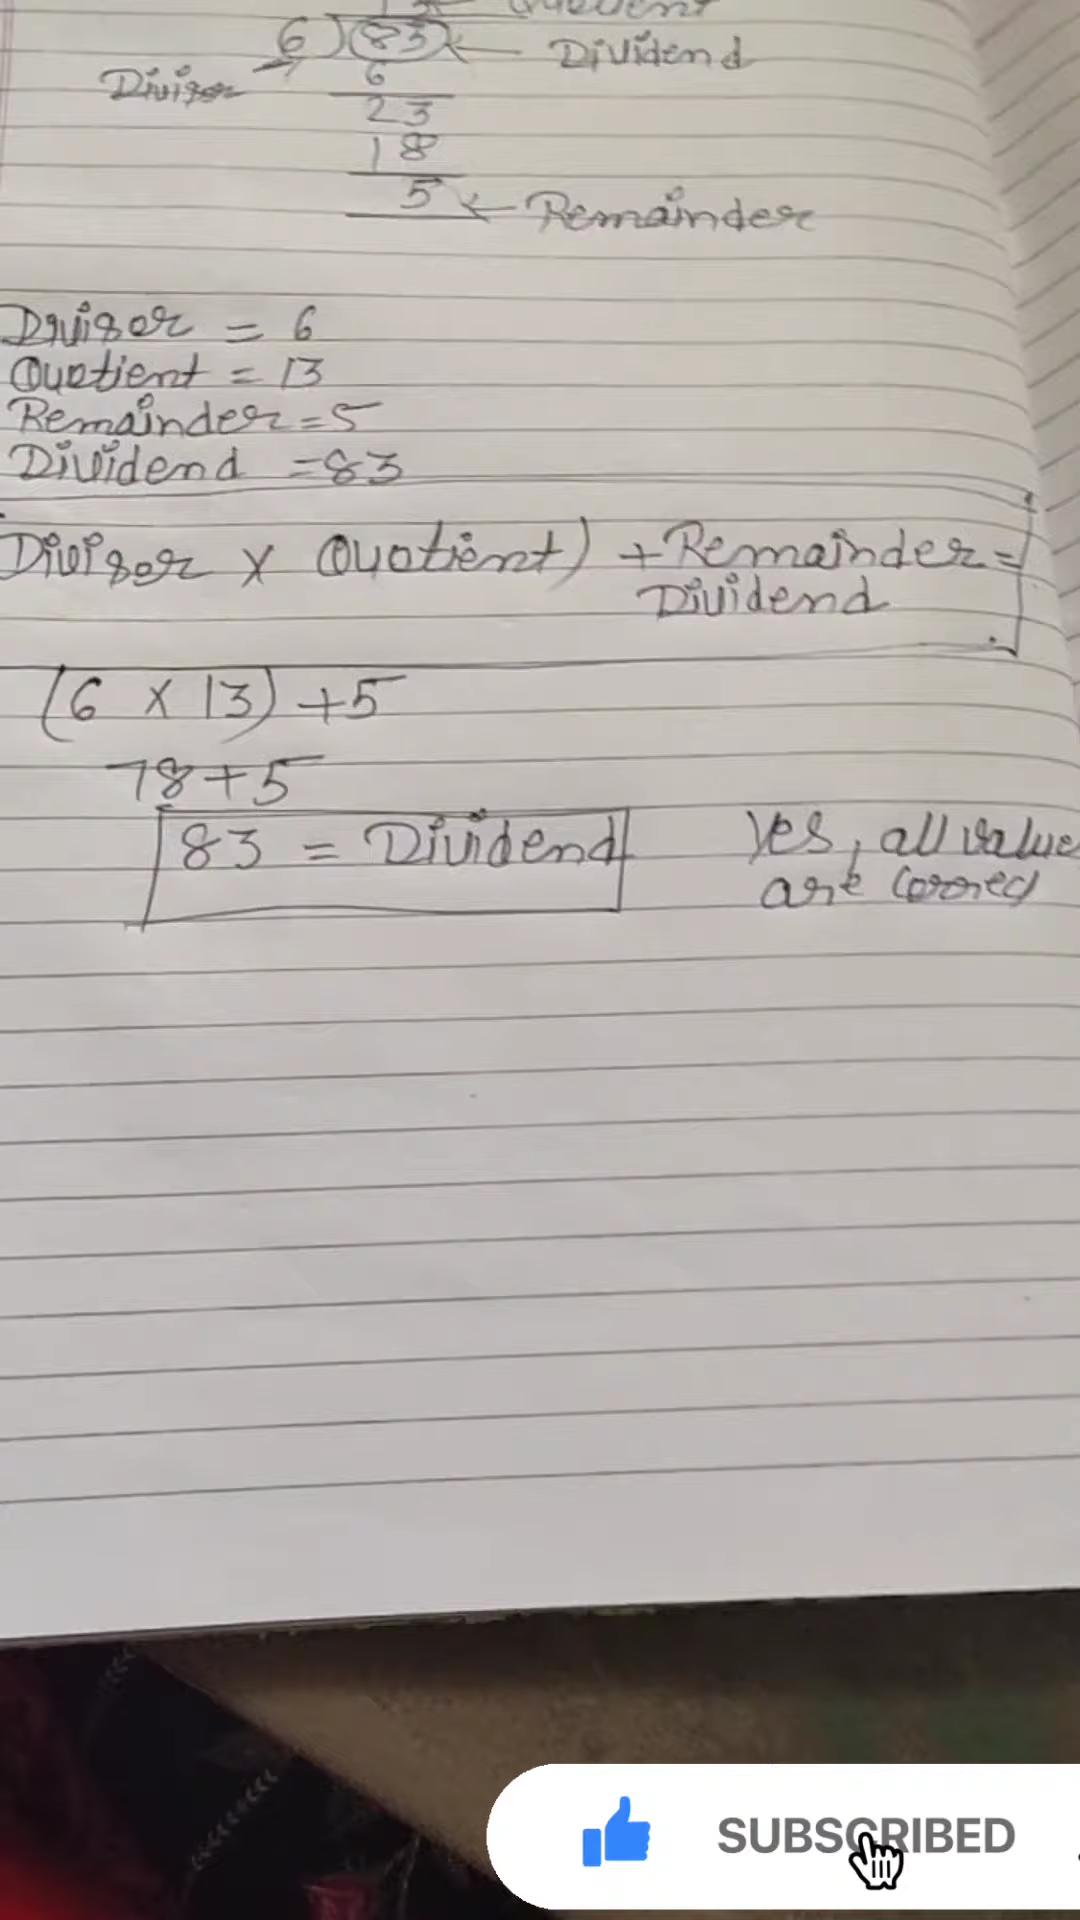 6 ) 83 ← Dividend
Divisor
6
23
18
5 ← Remainder
Divisor = 6
Quotient = 13
Remainder = 5
Dividend = 83
Divisor X Quotient) + Remainder =
Dividend
(6 X 13) + 5
78 + 5
83 = Dividend
Yes, all value
are correct
SUBSCRIBED